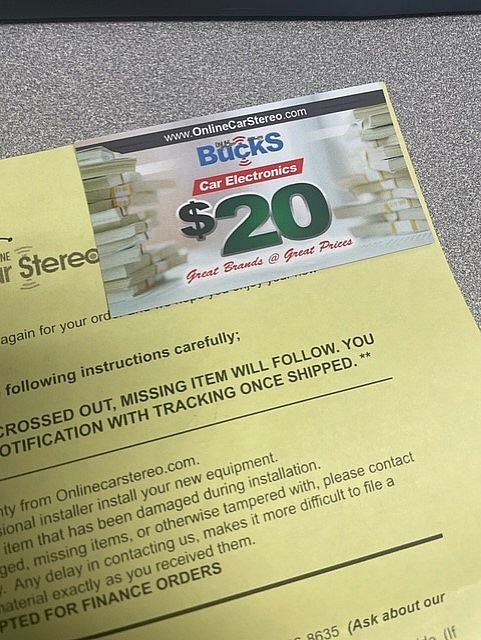 www.OnlineCarStereo.com
BuckS
Car Electronics
$20
Great Brands @ Great Prices
Stereo
again for your
following instructions carefully;
CROSSED OUT, MISSING ITEM WILL FOLLOW. YOU
OTIFICATION WITH TRACKING ONCE SHIPPED. **
nty from Onlinecarstereo.com.
sional installer install your new equipment.
item that has been damaged during installation.
ged, missing items, or otherwise tampered with, please contact
y. Any delay in contacting us, makes it more difficult to file a
material exactly as you received them.
PTED FOR FINANCE ORDERS
8635 (Ask about our
(If